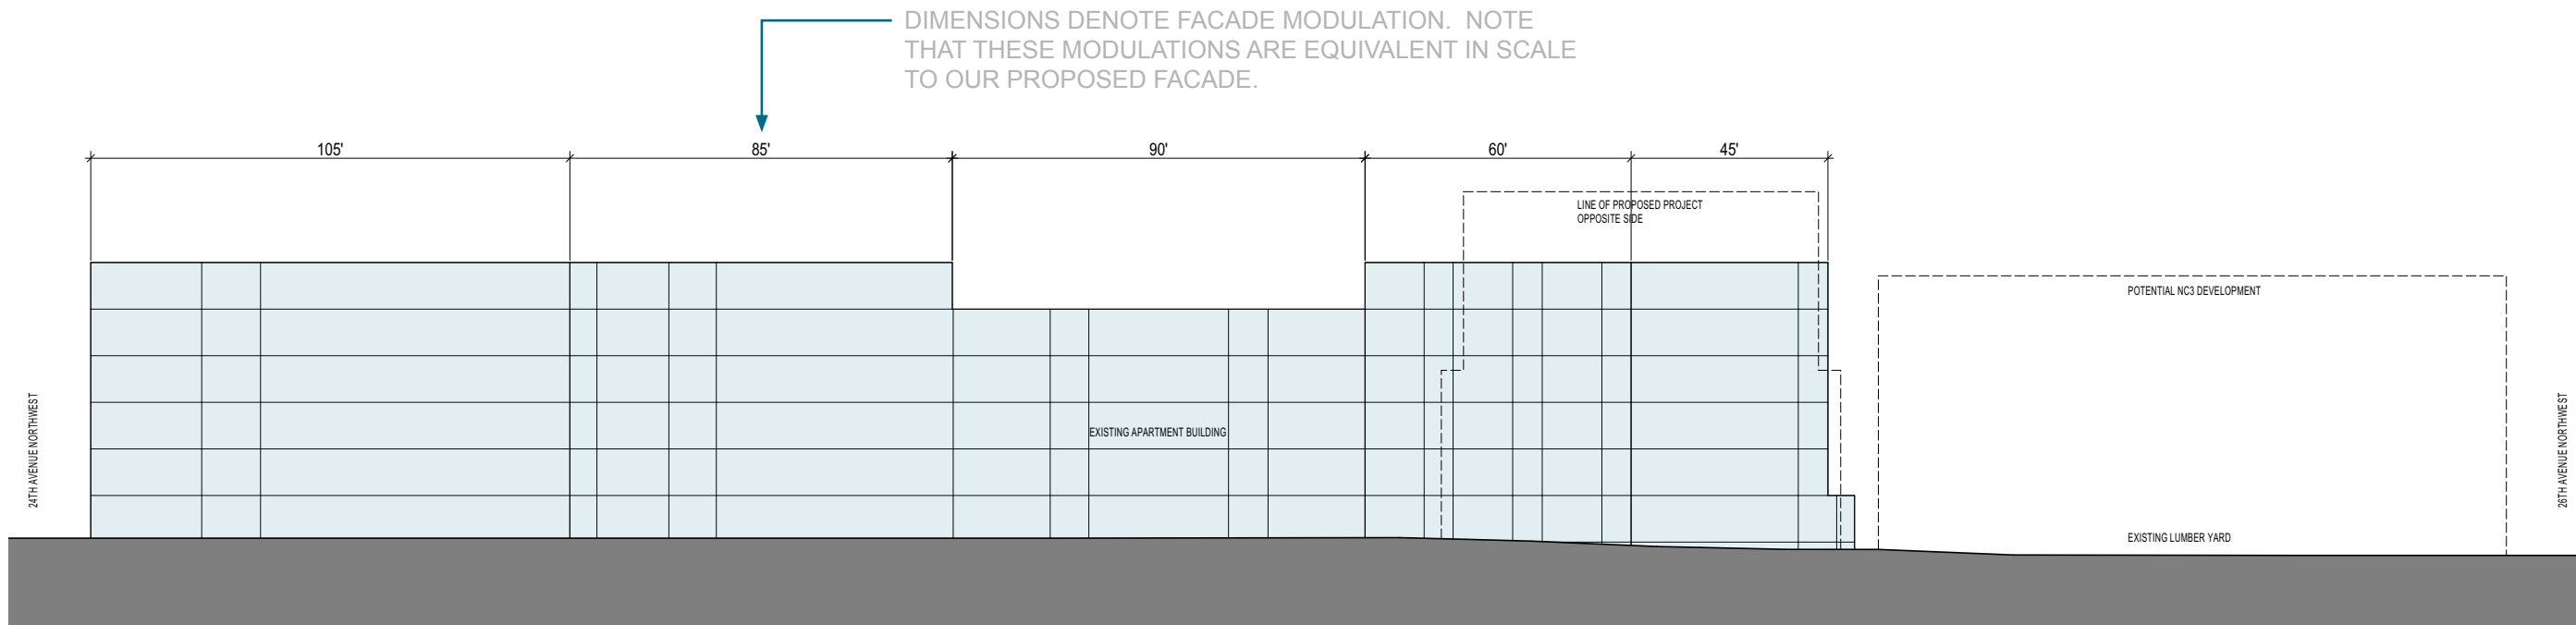 DIMENSIONS DENOTE FACADE MODULATION. NOTE
THAT THESE MODULATIONS ARE EQUIVALENT IN SCALE
TO OUR PROPOSED FACADE.
105'
85'
90'
60'
45'
LINE OF PROPOSED PROJECT
OPPOSITE SIDE
POTENTIAL NC3 DEVELOPMENT
24TH AVENUE NORTHWEST
EXISTING APARTMENT BUILDING
26TH AVENUE NORTHWEST
EXISTING LUMBER YARD